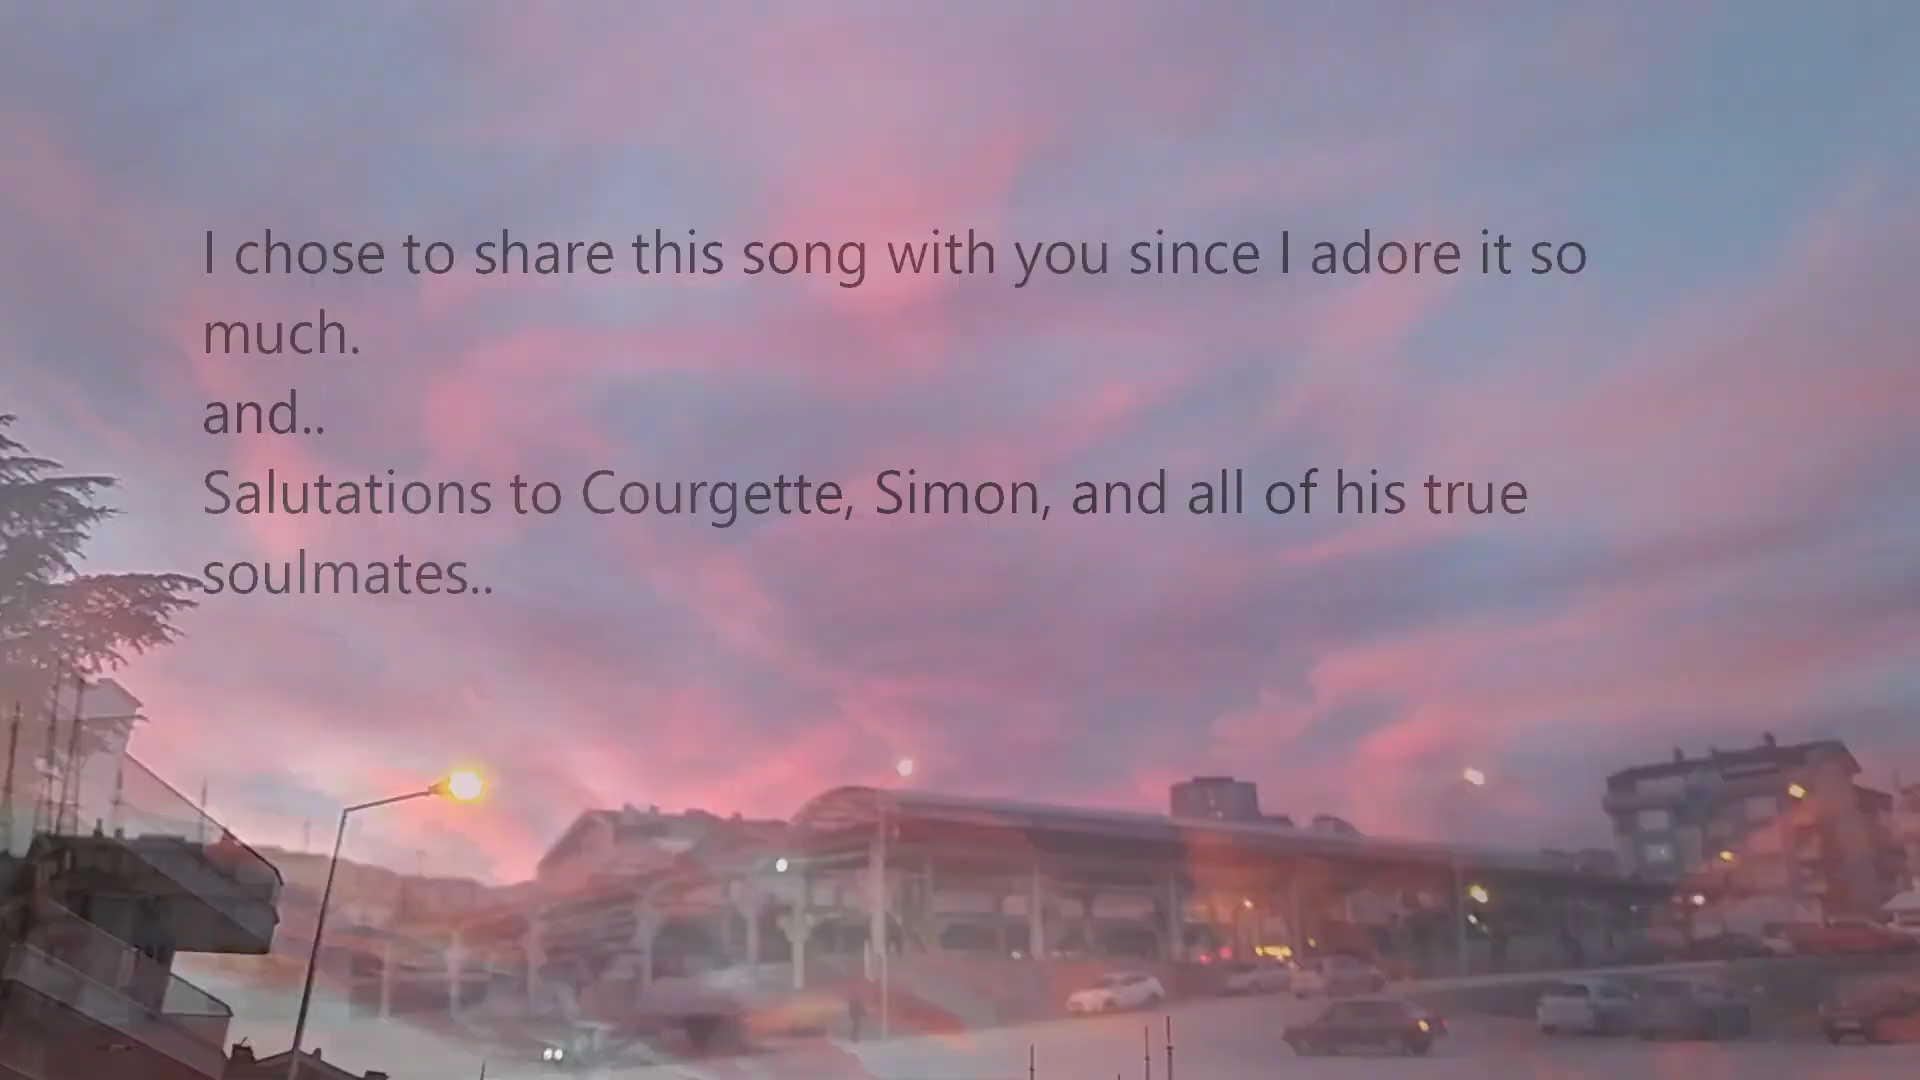 I chose to share this song with you since I adore it so
much.
and..
Salutations to Courgette, Simon, and all of his true
soulmates..